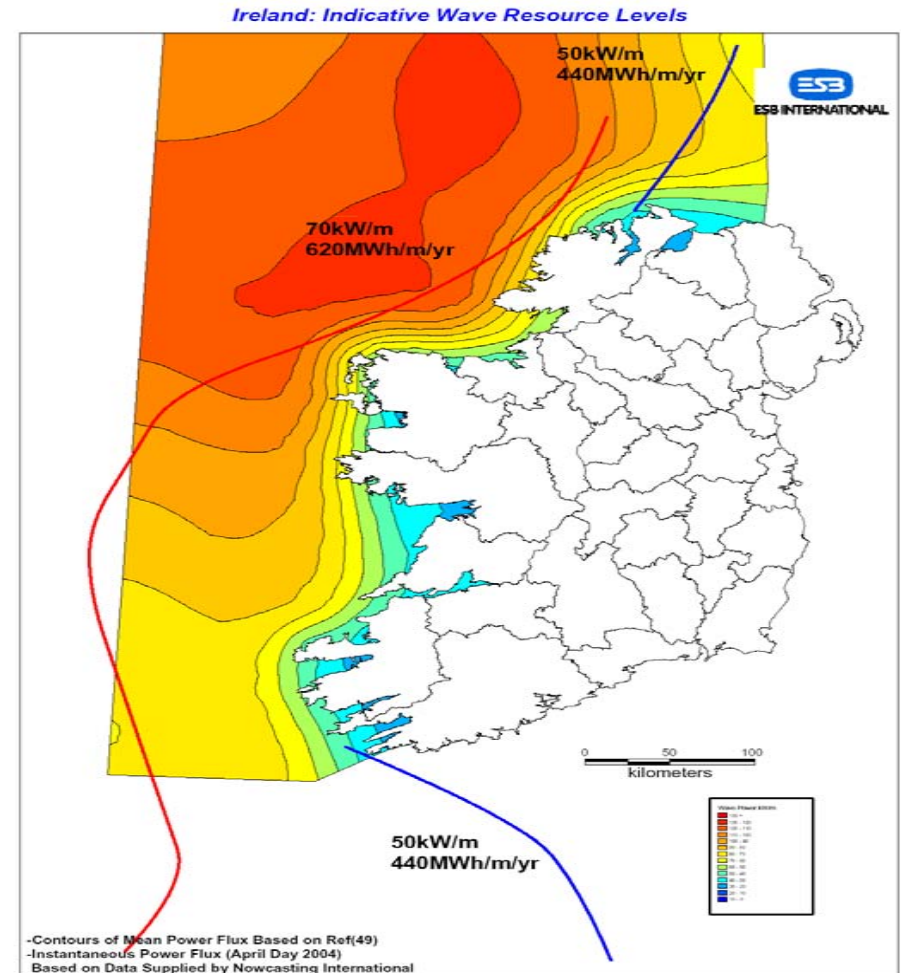 Ireland: Indicative Wave Resource Levels
50kW/m
440MWh/m/yr
ESB
ESB INTERNATIONAL
70kW/m
620MWh/m/yr
0 50 100
kilometers
50kW/m
440MWh/m/yr
-Contours of Mean Power Flux Based on Ref(49)
-Instantaneous Power Flux (April Day 2004)
Based on Data Supplied by Nowcasting International